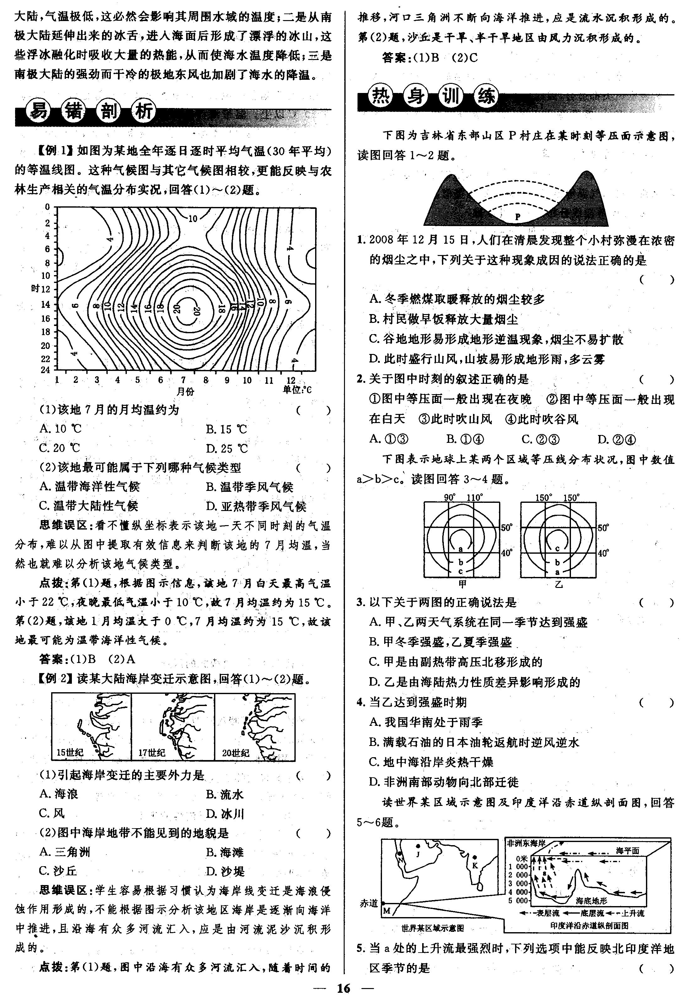 大陆,气温极低,这必然会影响其周围水域的温度;二是从南
极大陆延伸出来的冰舌,进入海面后形成了漂浮的冰山,这
些浮冰融化时吸收大量的热能,从而使海水温度降低;三是
南极大陆的强劲而干冷的极地东风也加剧了海水的降温。
易错剖析
【例1】如图为某地全年逐日逐时平均气温(30年平均)
的等温线图。这种气候图与其它气候图相较,更能反映与农
林生产相关的气温分布实况,回答(1)～(2)题。
0
2
4
6
8
10
时12
14
16
18
20
22
24
10
4
4
6 8 10 12 14 16 18 20 20 18 16 14 12 10 8 6
4
4
1 2 3 4 5 6 7 8 9 10 11 12
月份
单位:℃
(1)该地7月的月均温约为 ( )
A. 10 ℃ B. 15 ℃
C. 20 ℃ D. 25 ℃
(2)该地最可能属于下列哪种气候类型 ( )
A. 温带海洋性气候 B. 温带季风气候
C. 温带大陆性气候 D. 亚热带季风气候
思维误区:看不懂纵坐标表示该地一天不同时刻的气温
分布,难以从图中提取有效信息来判断该地的7月均温,当
然也就难以分析该地气候类型。
点拨:第(1)题,根据图示信息,该地7月白天最高气温
小于22 ℃,夜晚最低气温小于10 ℃,故7月均温约为15 ℃。
第(2)题,该地1月均温大于0 ℃,7月均温约为15 ℃,故该
地最可能为温带海洋性气候。
答案:(1)B (2)A
【例2】读某大陆海岸变迁示意图,回答(1)～(2)题。
15世纪 17世纪 20世纪
(1)引起海岸变迁的主要外力是 ( )
A. 海浪 B. 流水
C. 风 D. 冰川
(2)图中海岸地带不能见到的地貌是 ( )
A. 三角洲 B. 海滩
C. 沙丘 D. 沙堤
思维误区:学生容易根据习惯认为海岸线变迁是海浪侵
蚀作用形成的,不能根据图示分析该地区海岸是逐渐向海洋
中推进,且沿海有众多河流汇入,应是由河流泥沙沉积形
成的。
点拨:第(1)题,图中沿海有众多河流汇入,随着时间的
推移,河口三角洲不断向海洋推进,应是流水沉积形成的。
第(2)题,沙丘是干旱、半干旱地区由风力沉积形成的。
答案:(1)B (2)C
热身训练
下图为吉林省东部山区P村庄在某时刻等压面示意图,
读图回答1～2题。
P
1. 2008年12月15日,人们在清晨发现整个小村弥漫在浓密
的烟尘之中,下列关于这种现象成因的说法正确的是
( )
A. 冬季燃煤取暖释放的烟尘较多
B. 村民做早饭释放大量烟尘
C. 谷地地形易形成地形逆温现象,烟尘不易扩散
D. 此时盛行山风,山坡易形成地形雨,多云雾
2. 关于图中时刻的叙述正确的是 ( )
①图中等压面一般出现在夜晚 ②图中等压面一般出现
在白天 ③此时吹山风 ④此时吹谷风
A. ①③ B. ①④ C. ②③ D. ②④
下图表示地球上某两个区域等压线分布状况,图中数值
a>b>c。读图回答3～4题。
90° 110° 150° 150°
50° 50°
a c
40° 40°
b b
c a
甲 乙
3. 以下关于两图的正确说法是 ( )
A. 甲、乙两天气系统在同一季节达到强盛
B. 甲冬季强盛,乙夏季强盛
C. 甲是由副热带高压北移形成的
D. 乙是由海陆热力性质差异影响形成的
4. 当乙达到强盛时期 ( )
A. 我国华南处于雨季
B. 满载石油的日本油轮返航时逆风逆水
C. 地中海沿岸炎热干燥
D. 非洲南部动物向北部迁徙
读世界某区域示意图及印度洋沿赤道纵剖面图,回答
5～6题。
N
J
K
赤道
M
世界某区域示意图
非洲东海岸
海平面
0米
1 000
2 000
3 000
4 000
5 000
a
海底地形
表层流 底层流 上升流
印度洋沿赤道纵剖面图
5. 当a处的上升流最强烈时,下列选项中能反映北印度洋地
区季节的是 ( )
— 16 —